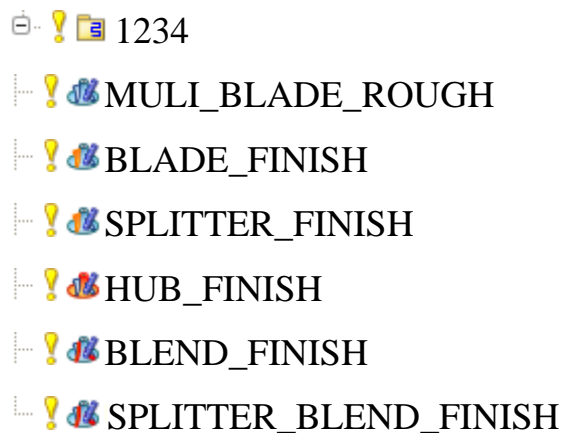 1234
MULI_BLADE_ROUGH
BLADE_FINISH
SPLITTER_FINISH
HUB_FINISH
BLEND_FINISH
SPLITTER_BLEND_FINISH